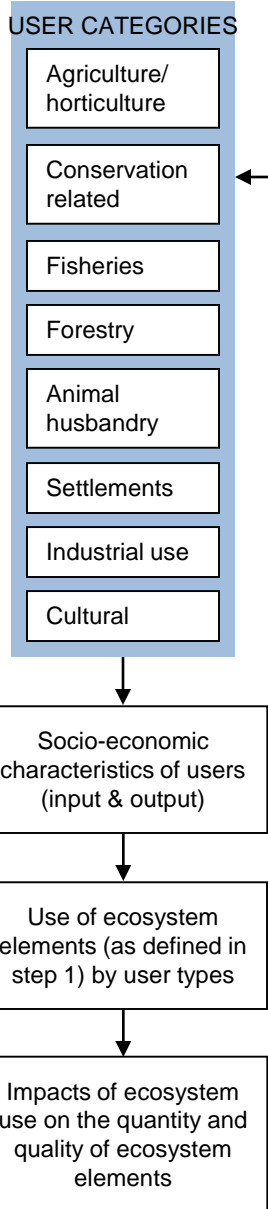 USER CATEGORIES
Agriculture/
horticulture
Conservation
related
Fisheries
Forestry
Animal
husbandry
Settlements
Industrial use
Cultural
Socio-economic
characteristics of users
(input & output)
Use of ecosystem
elements (as defined in
step 1) by user types
Impacts of ecosystem
use on the quantity and
quality of ecosystem
elements